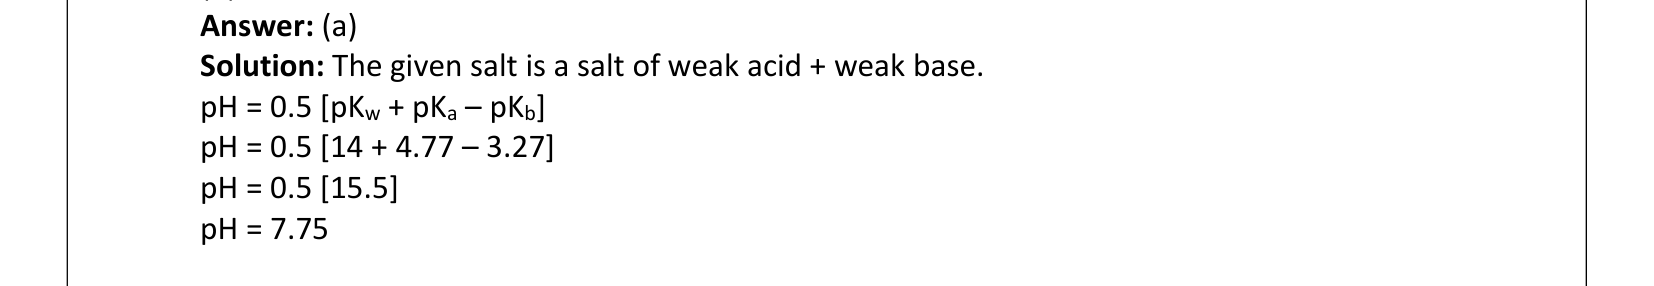 Answer: (a)
Solution: The given salt is a salt of weak acid + weak base.
pH = 0.5 [pKw + pKa – pKb]
pH = 0.5 [14 + 4.77 – 3.27]
pH = 0.5 [15.5]
pH = 7.75